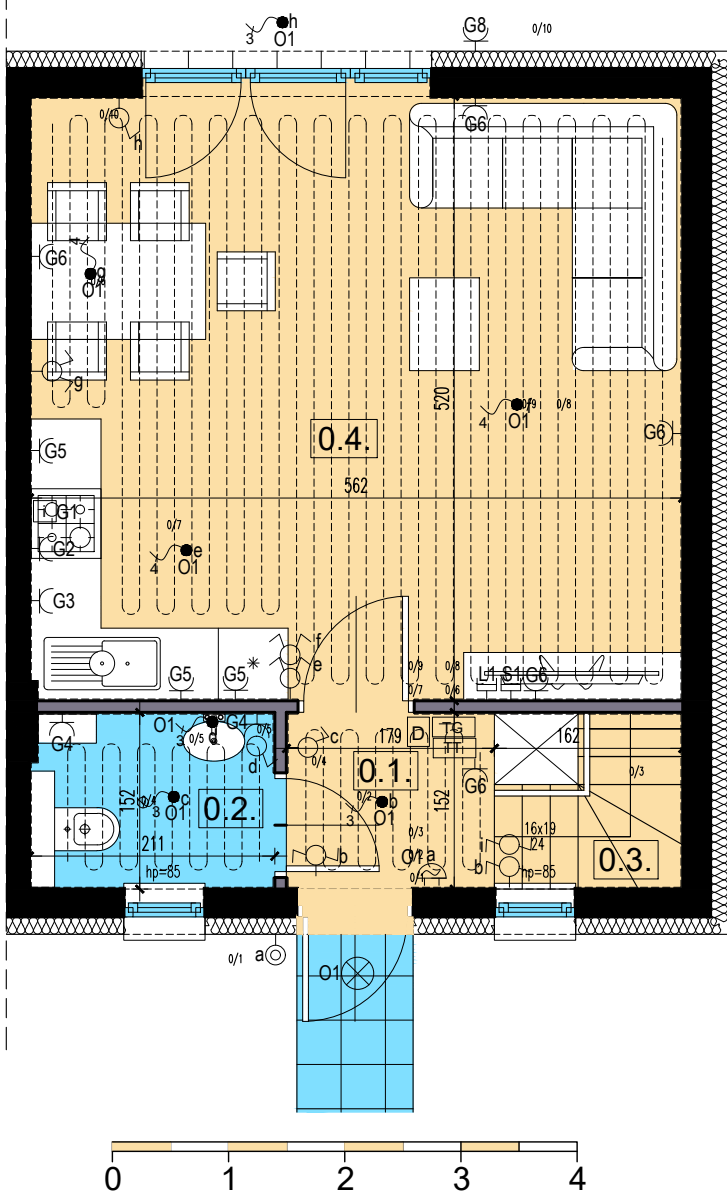 h
3
O1
G8
0/10
0/10
h
G6
4
G6
g
O1
g
520
4
O1
0/9
0/8
G6
0.4.
G5
562
G1
0/7
G2
e
4
O1
G3
f
e
0/9
0/8
G5
G5
0/7
0/6
L1
S1
G6
O1
3
G4
d
0/5
G4
d
c
0/4
179
D
TG
TT
162
0.1.
0/3
152
0/5
3
c
O1
0.2.
0/2
b
3
O1
152
G6
211
hp=85
b
0/3
O1
a
0/1
16x19
24
b
hp=85
0.3.
0/1
a
O1
0
1
2
3
4